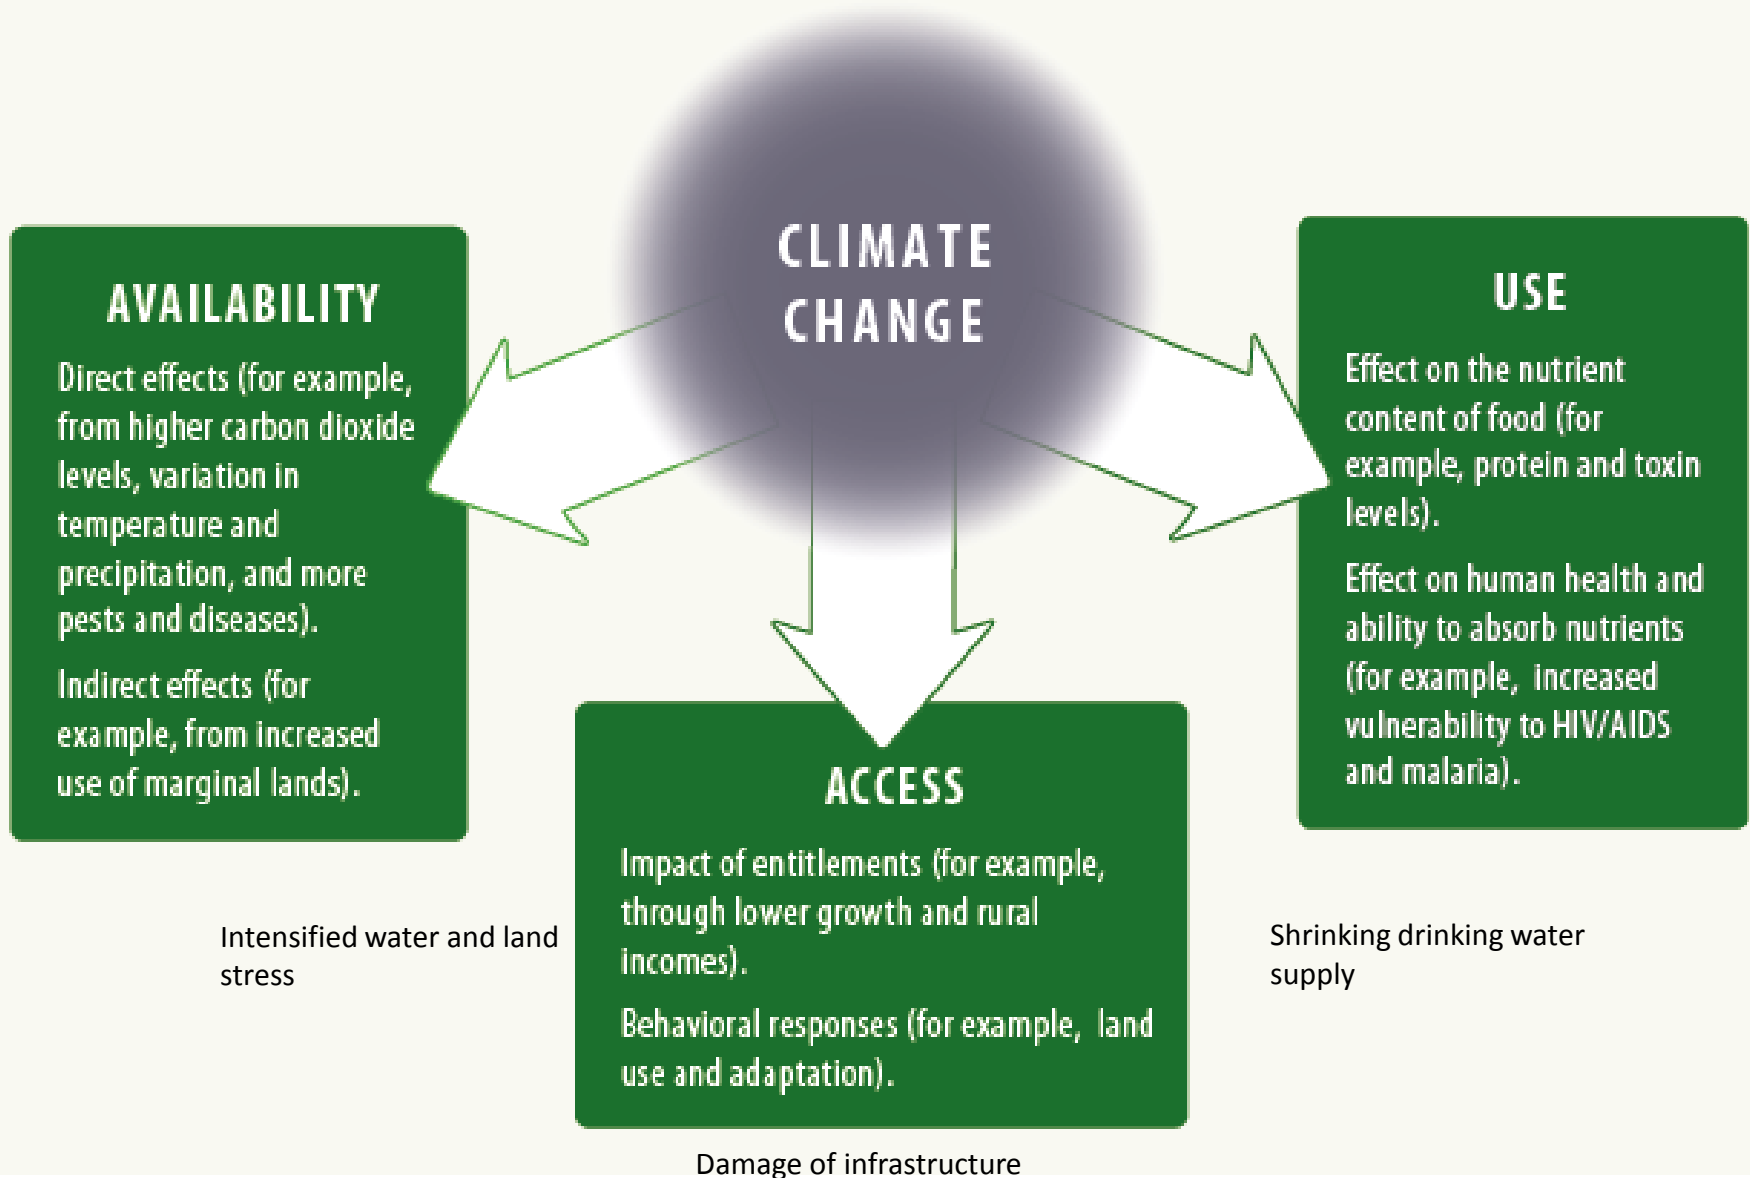 CLIMATE
CHANGE
AVAILABILITY
Direct effects (for example,
from higher carbon dioxide
levels, variation in
temperature and
precipitation, and more
pests and diseases).
Indirect effects (for
example, from increased
use of marginal lands).
Intensified water and land
stress
ACCESS
Impact of entitlements (for example,
through lower growth and rural
incomes).
Behavioral responses (for example, land
use and adaptation).
Damage of infrastructure
USE
Effect on the nutrient
content of food (for
example, protein and toxin
levels).
Effect on human health and
ability to absorb nutrients
(for example, increased
vulnerability to HIV/AIDS
and malaria).
Shrinking drinking water
supply